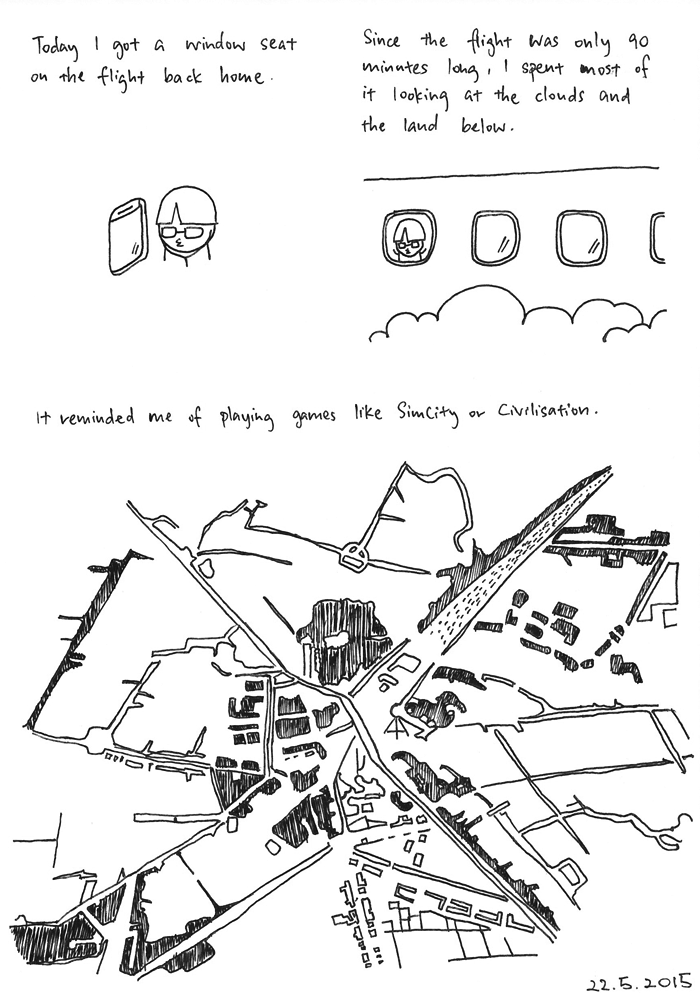 Today I got a window seat
on the flight back home.
Since the flight was only 90
minutes long, I spent most of
it looking at the clouds and
the land below.
It reminded me of playing games like SimCity or Civilisation.
22.5.2015